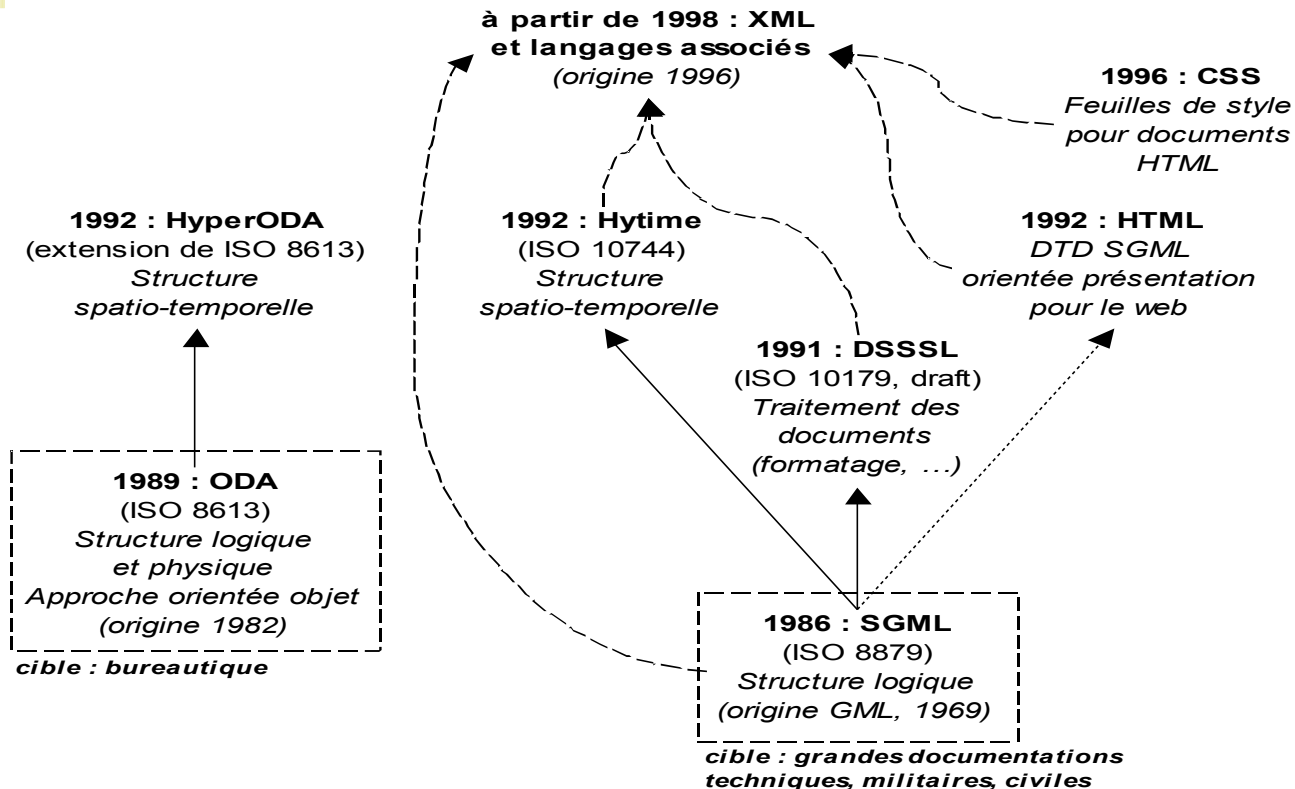 à partir de 1998 : XML
et langages associés
(origine 1996)
1996 : CSS
Feuilles de style
pour documents
HTML
1992 : HyperODA
(extension de ISO 8613)
Structure
spatio-temporelle
1992 : Hytime
(ISO 10744)
Structure
spatio-temporelle
1992 : HTML
DTD SGML
orientée présentation
pour le web
1991 : DSSSL
(ISO 10179, draft)
Traitement des
documents
(formatage, …)
1989 : ODA
(ISO 8613)
Structure logique
et physique
Approche orientée objet
(origine 1982)
cible : bureautique
1986 : SGML
(ISO 8879)
Structure logique
(origine GML, 1969)
cible : grandes documentations
techniques, militaires, civiles